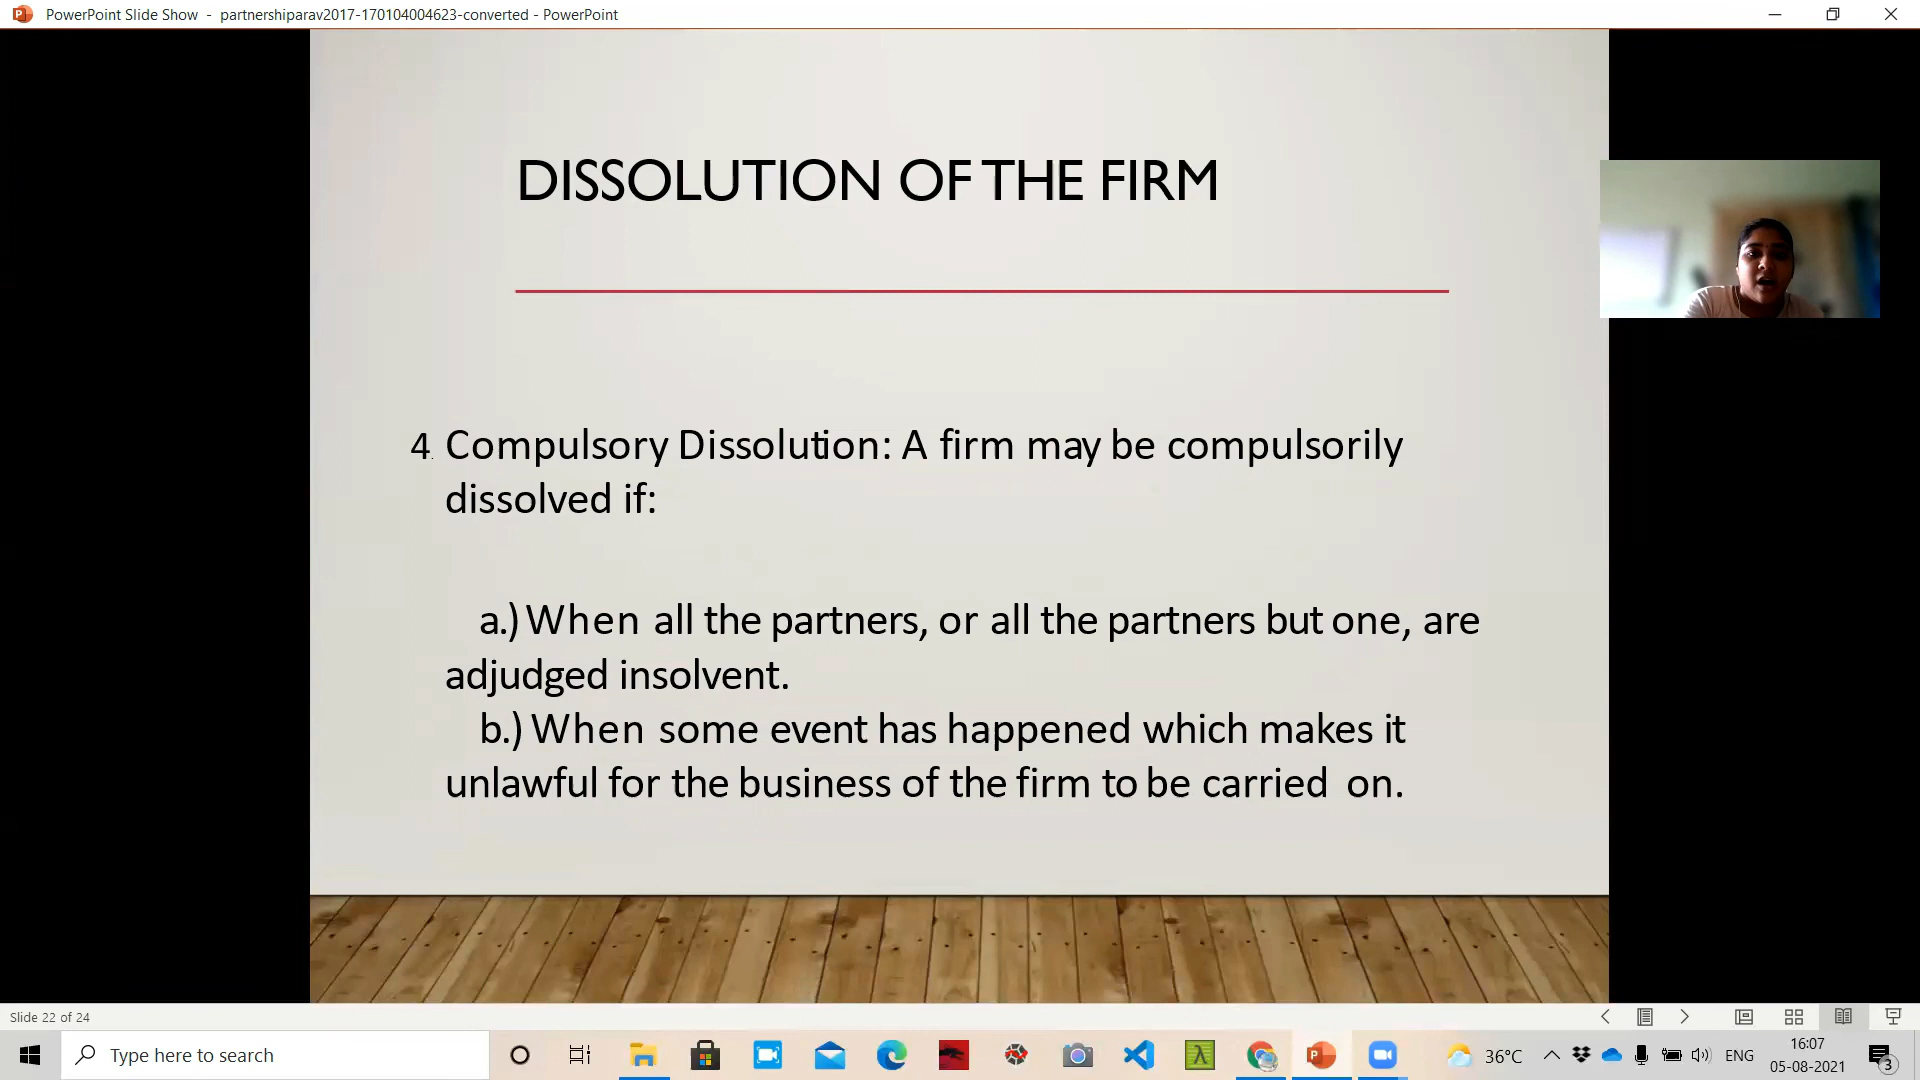 PowerPoint Slide Show - partnershiparav2017-170104004623-converted - PowerPoint
DISSOLUTION OF THE FIRM
4. Compulsory Dissolution: A firm may be compulsorily
dissolved if:
a.) When all the partners, or all the partners but one, are
adjudged insolvent.
b.) When some event has happened which makes it
unlawful for the business of the firm to be carried on.
Slide 22 of 24
Type here to search
36°C
ENG
16:07
05-08-2021
3